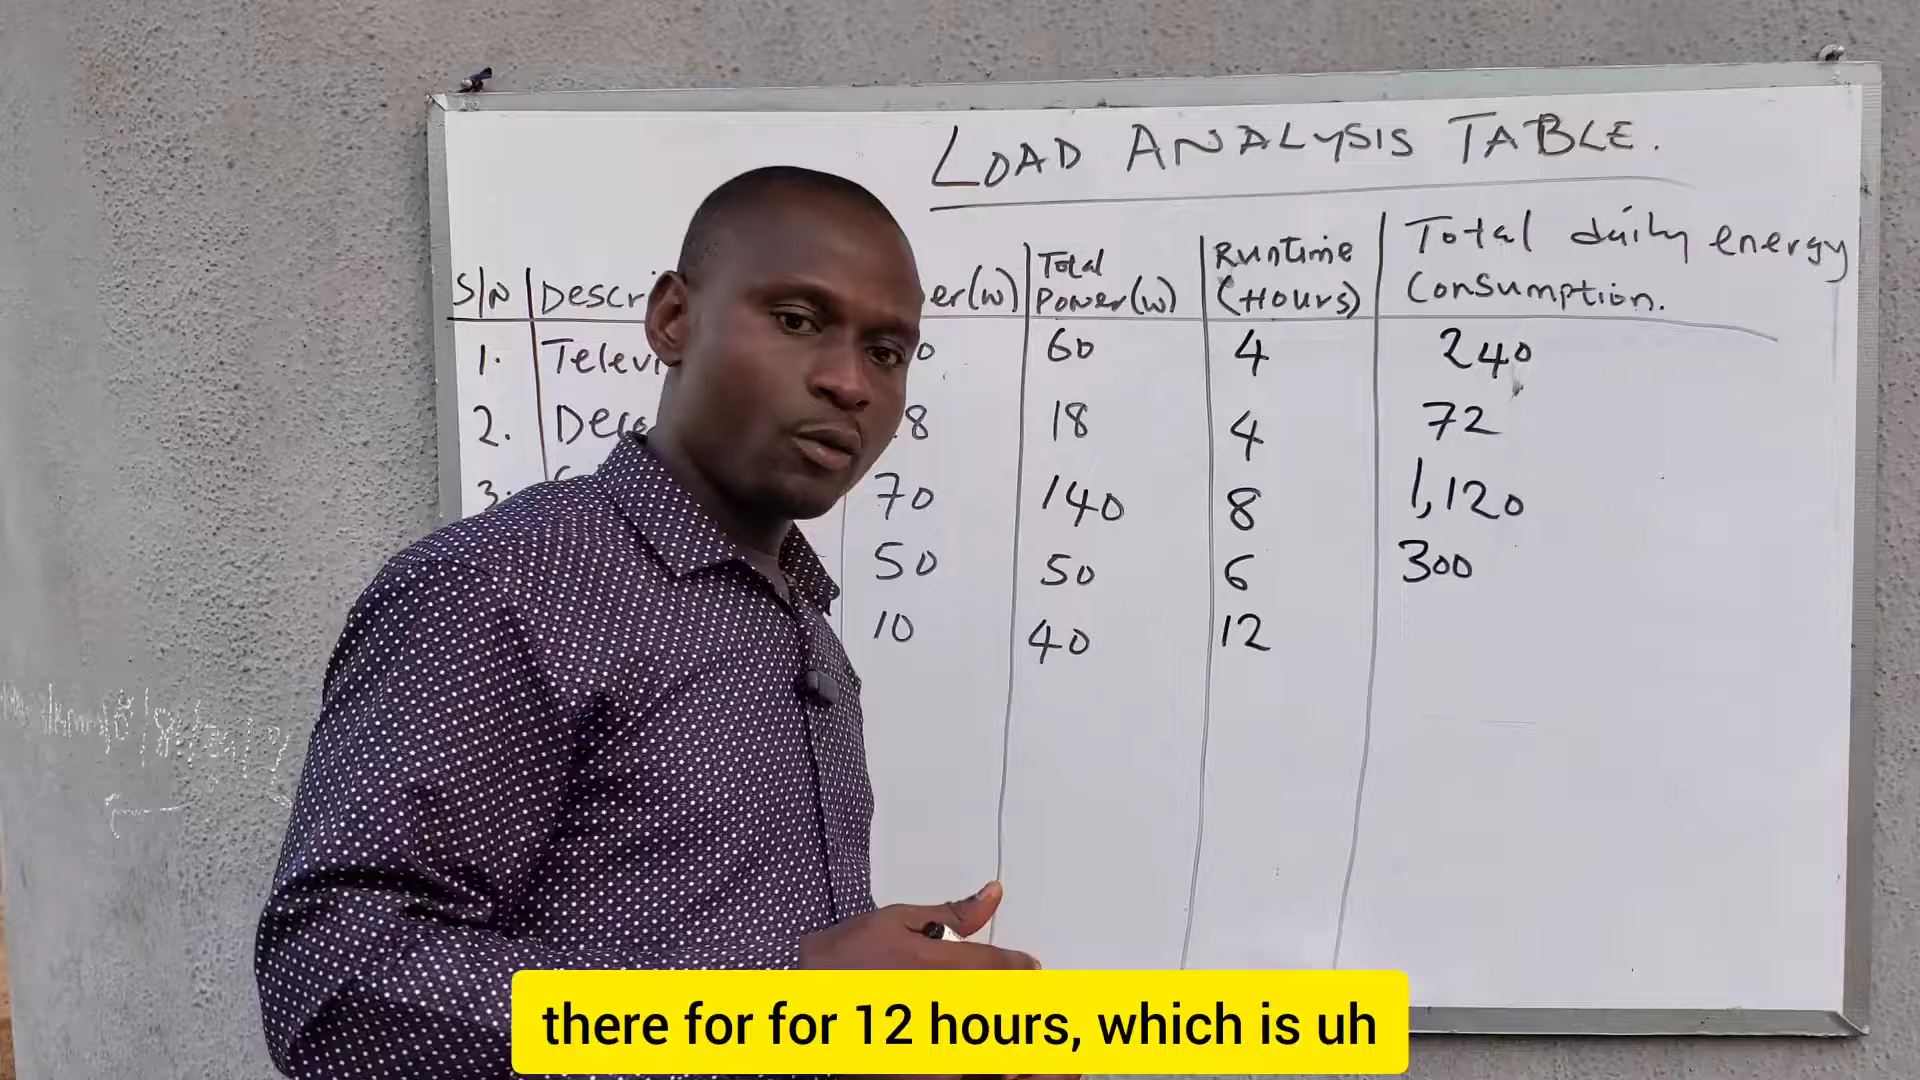 LOAD ANALYSIS TABLE.
S/N Descri er(W) Total Power(W) Runtime (Hours) Total daily energy Consumption.
1. Televi 0 60 4 240
2. Deco 8 18 4 72
3. 70 140 8 1,120
50 50 6 300
10 40 12
there for for 12 hours, which is uh